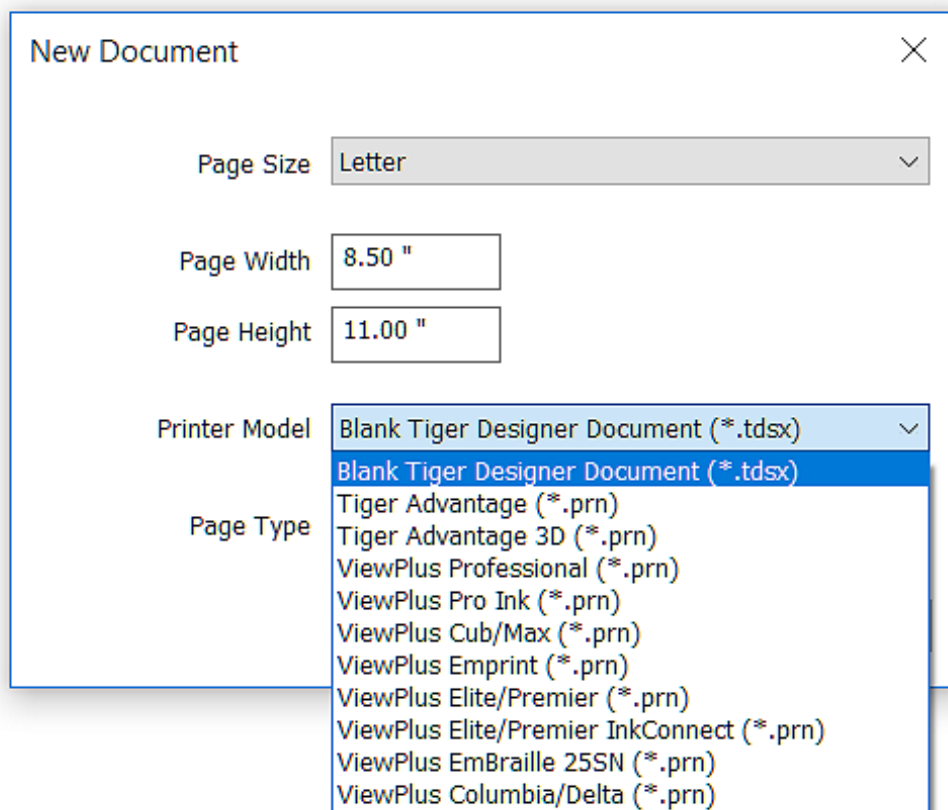 New Document
Page Size Letter
Page Width 8.50 "
Page Height 11.00 "
Printer Model Blank Tiger Designer Document (*.tdsx)
Blank Tiger Designer Document (*.tdsx)
Tiger Advantage (*.prn)
Page Type
Tiger Advantage 3D (*.prn)
ViewPlus Professional (*.prn)
ViewPlus Pro Ink (*.prn)
ViewPlus Cub/Max (*.prn)
ViewPlus Emprint (*.prn)
ViewPlus Elite/Premier (*.prn)
ViewPlus Elite/Premier InkConnect (*.prn)
ViewPlus EmBraille 25SN (*.prn)
ViewPlus Columbia/Delta (*.prn)